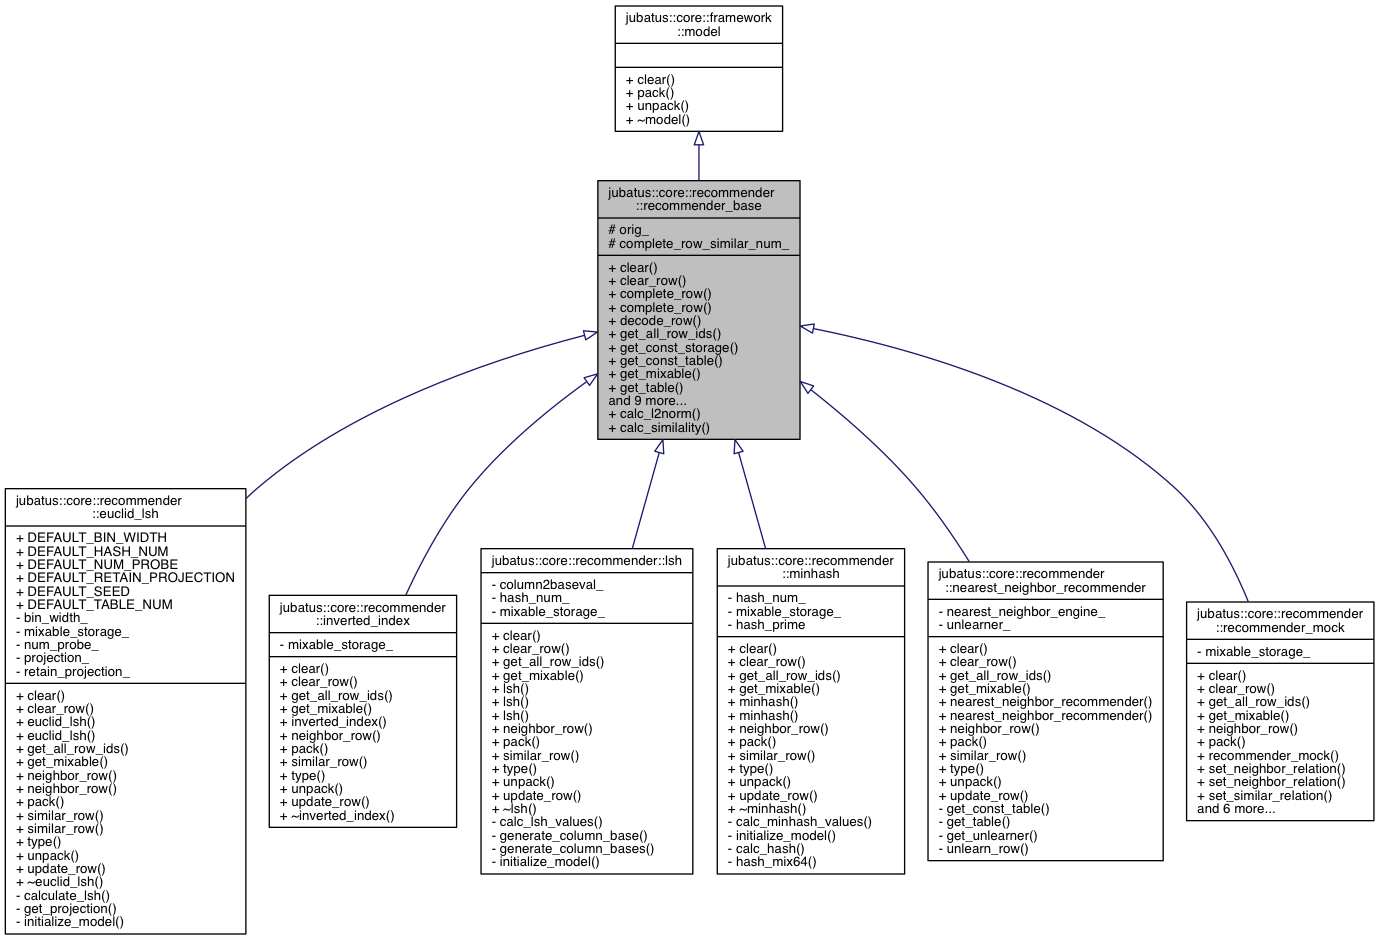 jubatus::core::framework
::model
+ clear()
+ pack()
+ unpack()
+ ~model()
jubatus::core::recommender
::recommender_base
# orig_
# complete_row_similar_num_
+ clear()
+ clear_row()
+ complete_row()
+ complete_row()
+ decode_row()
+ get_all_row_ids()
+ get_const_storage()
+ get_const_table()
+ get_mixable()
+ get_table()
and 9 more...
+ calc_l2norm()
+ calc_similality()
jubatus::core::recommender
::euclid_lsh
+ DEFAULT_BIN_WIDTH
+ DEFAULT_HASH_NUM
+ DEFAULT_NUM_PROBE
+ DEFAULT_RETAIN_PROJECTION
+ DEFAULT_SEED
+ DEFAULT_TABLE_NUM
- bin_width_
- mixable_storage_
- num_probe_
- projection_
- retain_projection_
+ clear()
+ clear_row()
+ euclid_lsh()
+ euclid_lsh()
+ get_all_row_ids()
+ get_mixable()
+ neighbor_row()
+ neighbor_row()
+ pack()
+ similar_row()
+ similar_row()
+ type()
+ unpack()
+ update_row()
+ ~euclid_lsh()
- calculate_lsh()
- get_projection()
- initialize_model()
jubatus::core::recommender
::inverted_index
- mixable_storage_
+ clear()
+ clear_row()
+ get_all_row_ids()
+ get_mixable()
+ inverted_index()
+ neighbor_row()
+ pack()
+ similar_row()
+ type()
+ unpack()
+ update_row()
+ ~inverted_index()
jubatus::core::recommender::lsh
- column2baseval_
- hash_num_
- mixable_storage_
+ clear()
+ clear_row()
+ get_all_row_ids()
+ get_mixable()
+ lsh()
+ lsh()
+ lsh()
+ neighbor_row()
+ pack()
+ similar_row()
+ type()
+ unpack()
+ update_row()
+ ~lsh()
- calc_lsh_values()
- generate_column_base()
- generate_column_bases()
- initialize_model()
jubatus::core::recommender
::minhash
- hash_num_
- mixable_storage_
- hash_prime
+ clear()
+ clear_row()
+ get_all_row_ids()
+ get_mixable()
+ minhash()
+ minhash()
+ neighbor_row()
+ pack()
+ similar_row()
+ type()
+ unpack()
+ update_row()
+ ~minhash()
- calc_minhash_values()
- initialize_model()
- calc_hash()
- hash_mix64()
jubatus::core::recommender
::nearest_neighbor_recommender
- nearest_neighbor_engine_
- unlearner_
+ clear()
+ clear_row()
+ get_all_row_ids()
+ get_mixable()
+ nearest_neighbor_recommender()
+ nearest_neighbor_recommender()
+ neighbor_row()
+ pack()
+ similar_row()
+ type()
+ unpack()
+ update_row()
- get_const_table()
- get_table()
- get_unlearner()
- unlearn_row()
jubatus::core::recommender
::recommender_mock
- mixable_storage_
+ clear()
+ clear_row()
+ get_all_row_ids()
+ get_mixable()
+ neighbor_row()
+ pack()
+ recommender_mock()
+ set_neighbor_relation()
+ set_neighbor_relation()
+ set_similar_relation()
and 6 more...